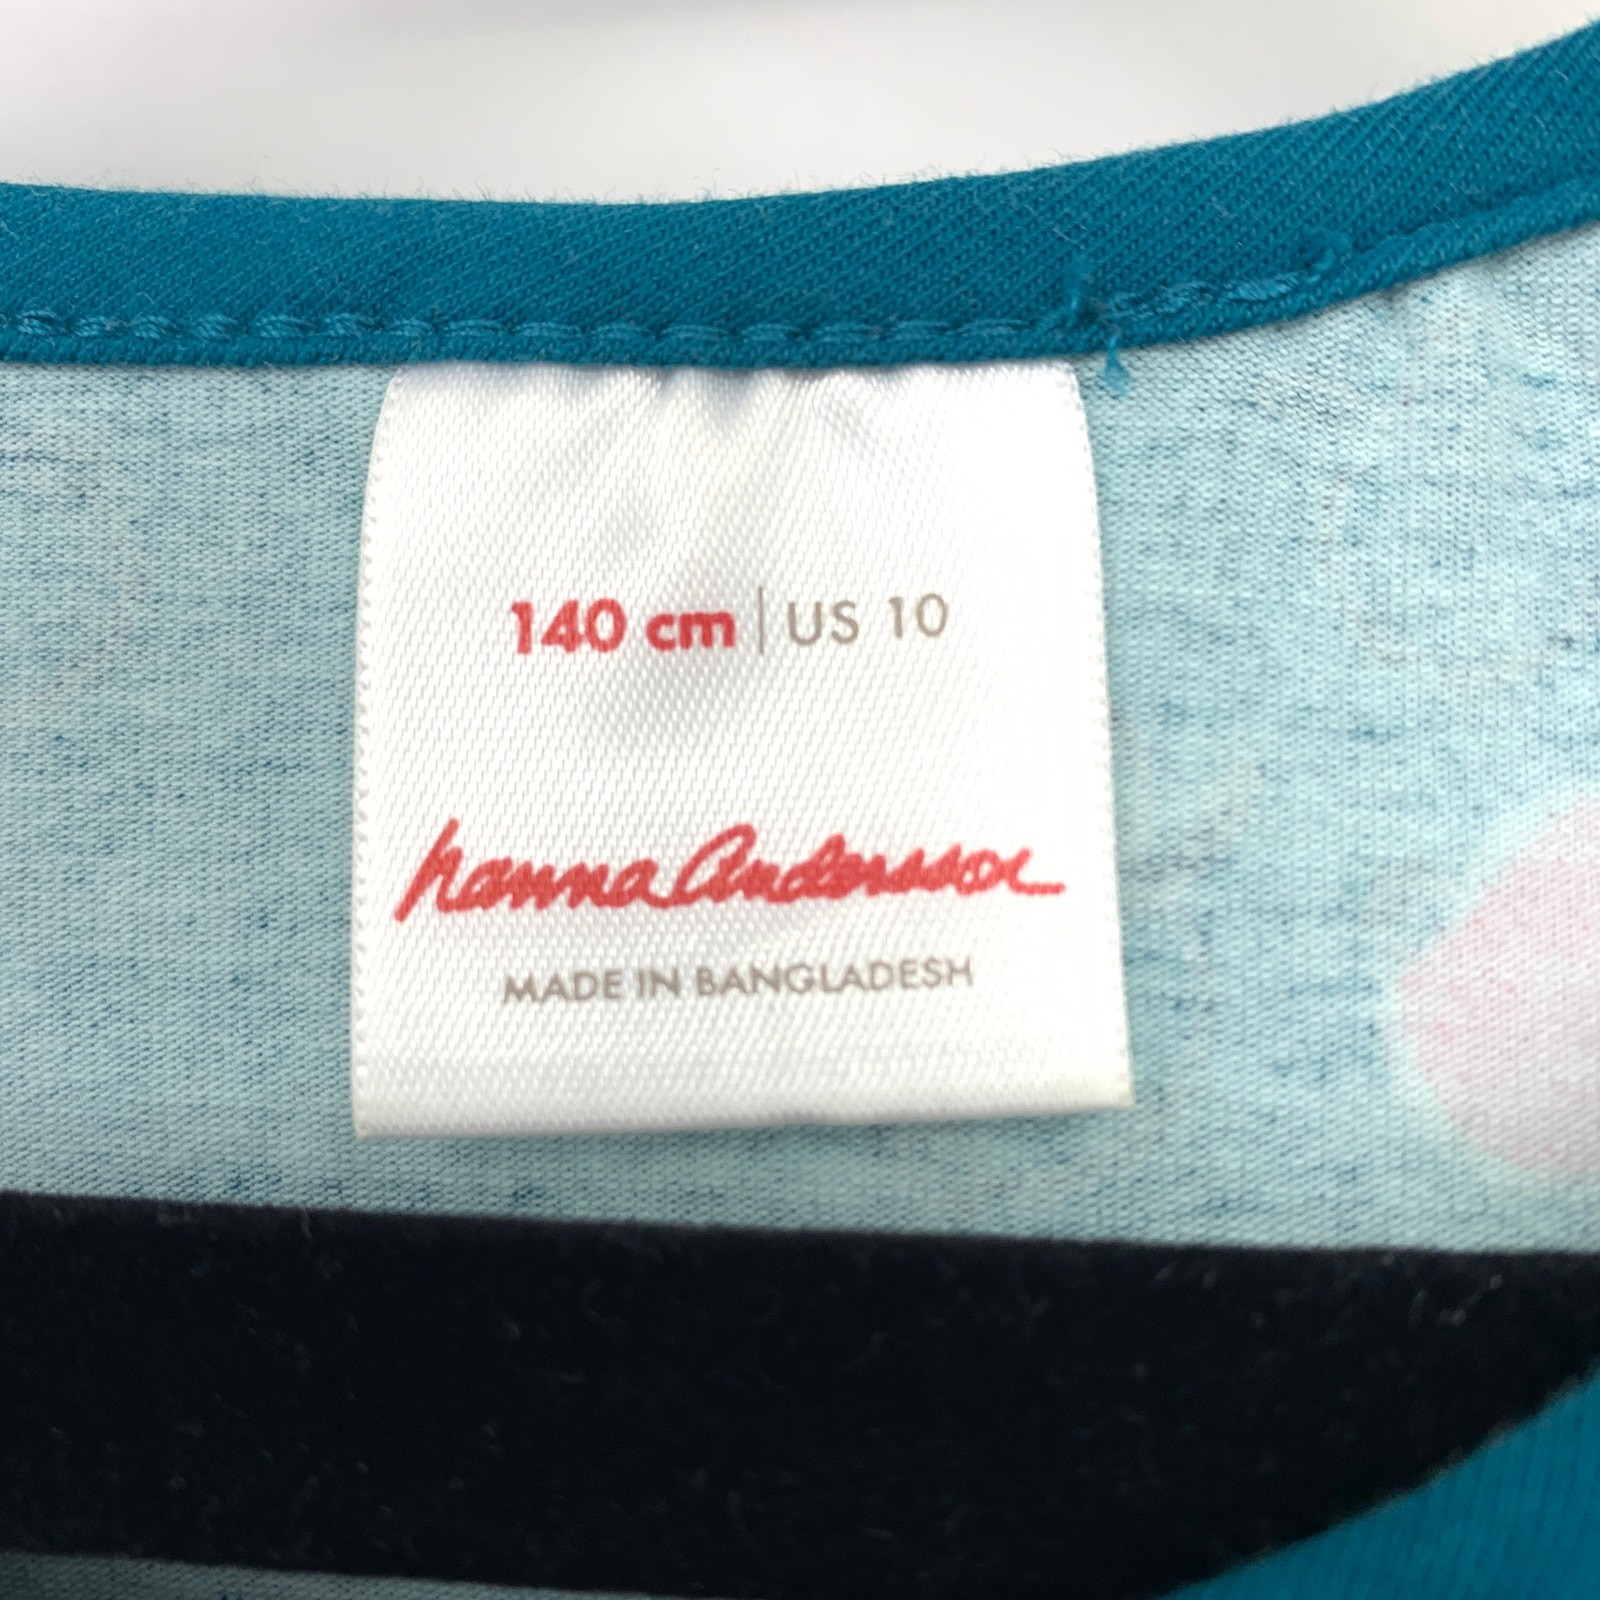 140 cm | US 10
hanna Andersson
MADE IN BANGLADESH